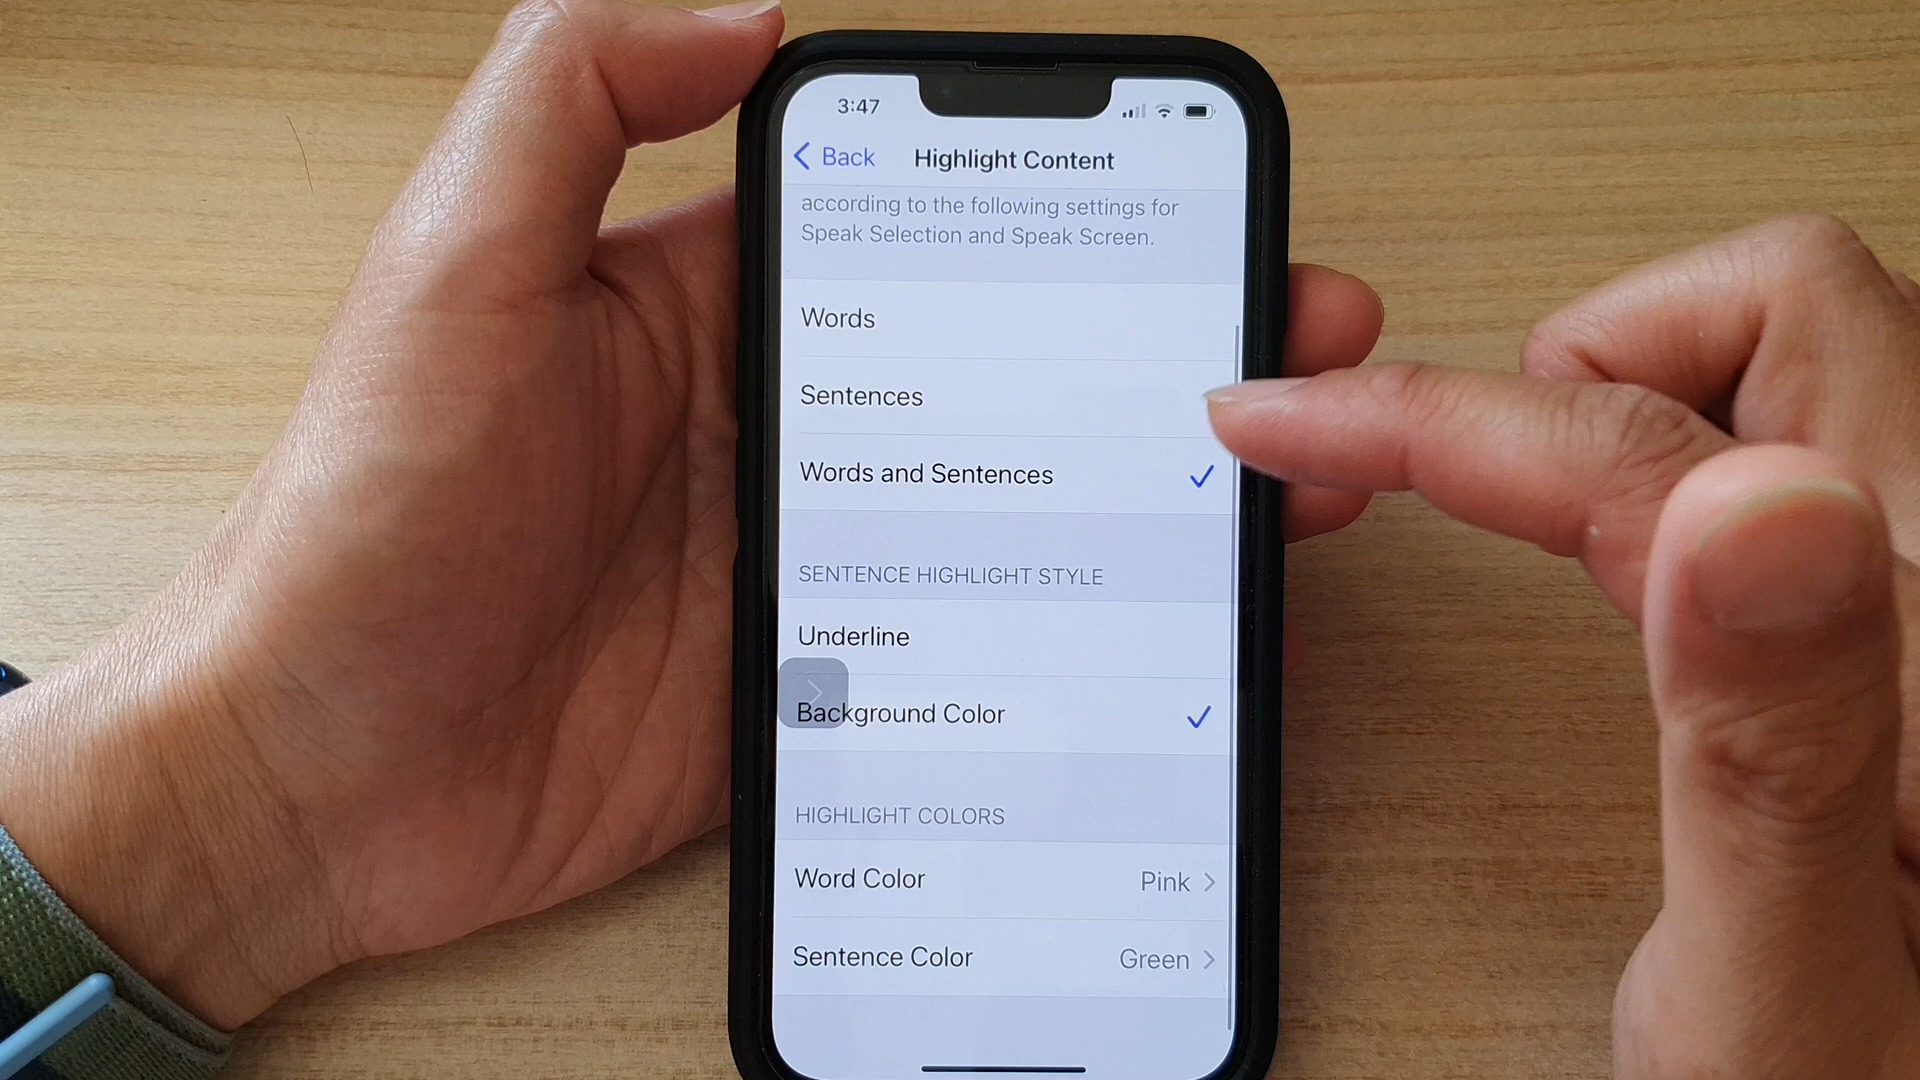 3:47
Back Highlight Content
according to the following settings for
Speak Selection and Speak Screen.
Words
Sentences
Words and Sentences
SENTENCE HIGHLIGHT STYLE
Underline
Background Color
HIGHLIGHT COLORS
Word Color Pink
Sentence Color Green